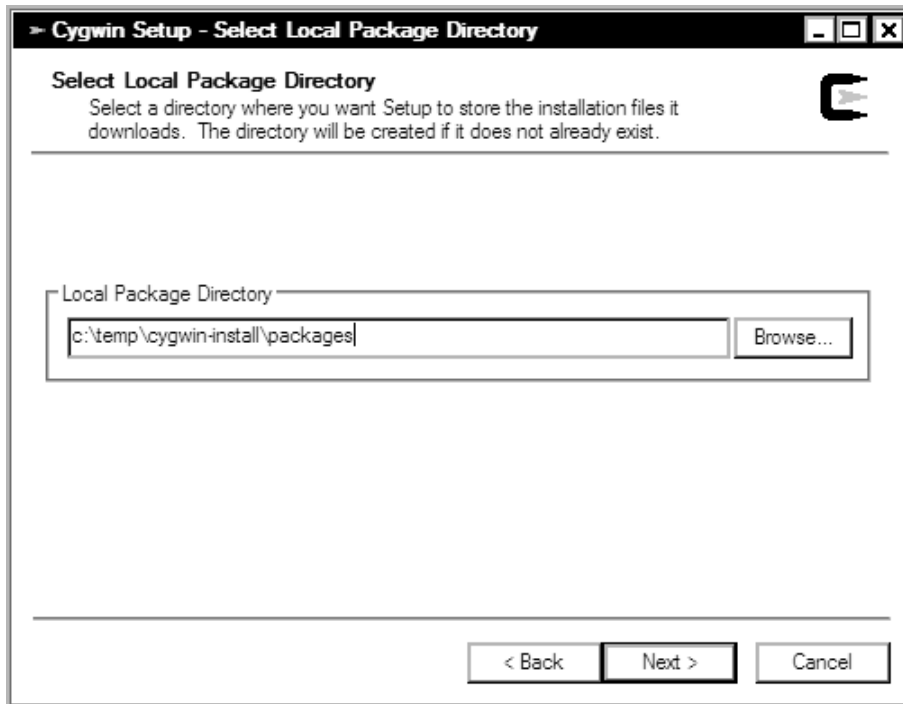 Cygwin Setup - Select Local Package Directory
Select Local Package Directory
Select a directory where you want Setup to store the installation files it
downloads. The directory will be created if it does not already exist.
Local Package Directory
c:\temp\cygwin-install\packages
Browse...
< Back
Next >
Cancel